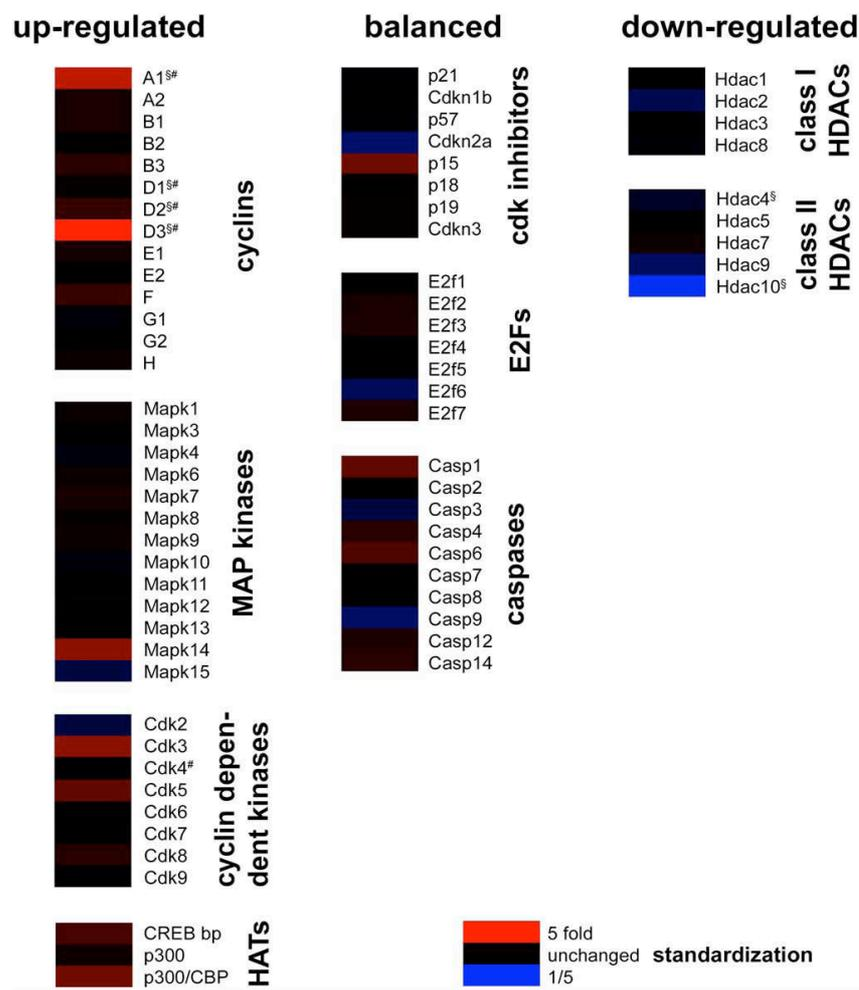 up-regulated
balanced
down-regulated
A1§#
A2
B1
B2
B3
D1§#
D2§#
D3§#
E1
E2
F
G1
G2
H
cyclins
Mapk1
Mapk3
Mapk4
Mapk6
Mapk7
Mapk8
Mapk9
Mapk10
Mapk11
Mapk12
Mapk13
Mapk14
Mapk15
MAP kinases
Cdk2
Cdk3
Cdk4#
Cdk5
Cdk6
Cdk7
Cdk8
Cdk9
cyclin depen-
dent kinases
CREB bp
p300
p300/CBP
HATs
p21
Cdkn1b
p57
Cdkn2a
p15
p18
p19
Cdkn3
cdk inhibitors
E2f1
E2f2
E2f3
E2f4
E2f5
E2f6
E2f7
E2Fs
Casp1
Casp2
Casp3
Casp4
Casp6
Casp7
Casp8
Casp9
Casp12
Casp14
caspases
Hdac1
Hdac2
Hdac3
Hdac8
class I
HDACs
Hdac4§
Hdac5
Hdac7
Hdac9
Hdac10§
class II
HDACs
5 fold
unchanged
1/5
standardization